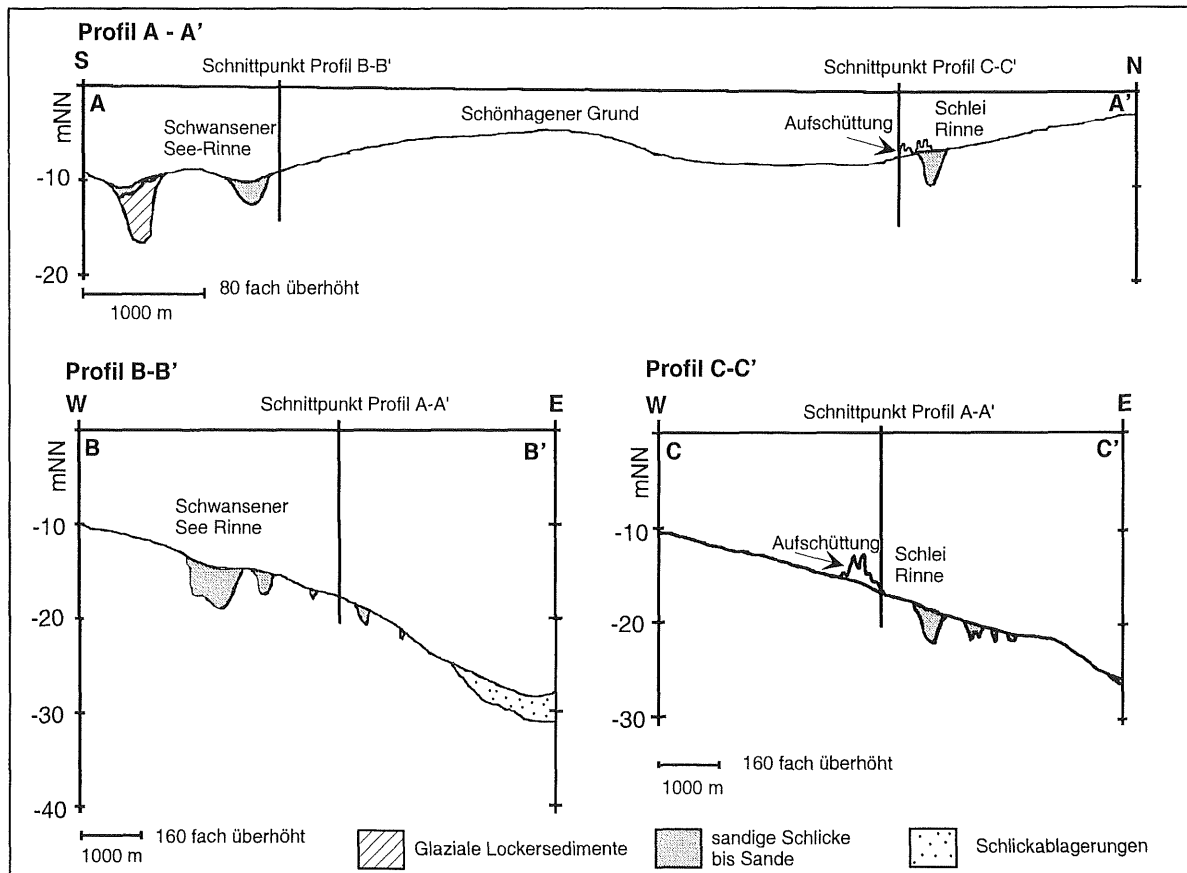 Profil A - A'
S
Schnittpunkt Profil B-B'
Schnittpunkt Profil C-C'
N
mNN
A
A'
Schwansener
See-Rinne
Schönhagener Grund
Aufschüttung
Schlei
Rinne
-10
-20
80 fach überhöht
1000 m
Profil B-B'
W
Schnittpunkt Profil A-A'
E
mNN
B
B'
Schwansener
See Rinne
-10
-20
-30
-40
160 fach überhöht
1000 m
Profil C-C'
W
Schnittpunkt Profil A-A'
E
mNN
C
C'
Aufschüttung
Schlei
Rinne
-10
-20
-30
160 fach überhöht
1000 m
Glaziale Lockersedimente
sandige Schlicke
bis Sande
Schlickablagerungen